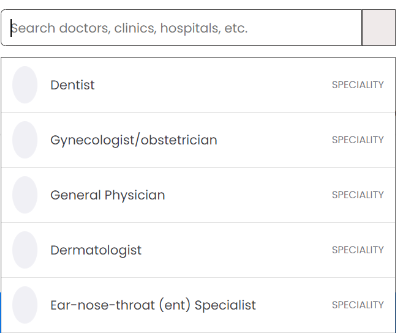 Search doctors, clinics, hospitals, etc.
Dentist SPECIALITY
Gynecologist/obstetrician SPECIALITY
General Physician SPECIALITY
Dermatologist SPECIALITY
Ear-nose-throat (ent) Specialist SPECIALITY